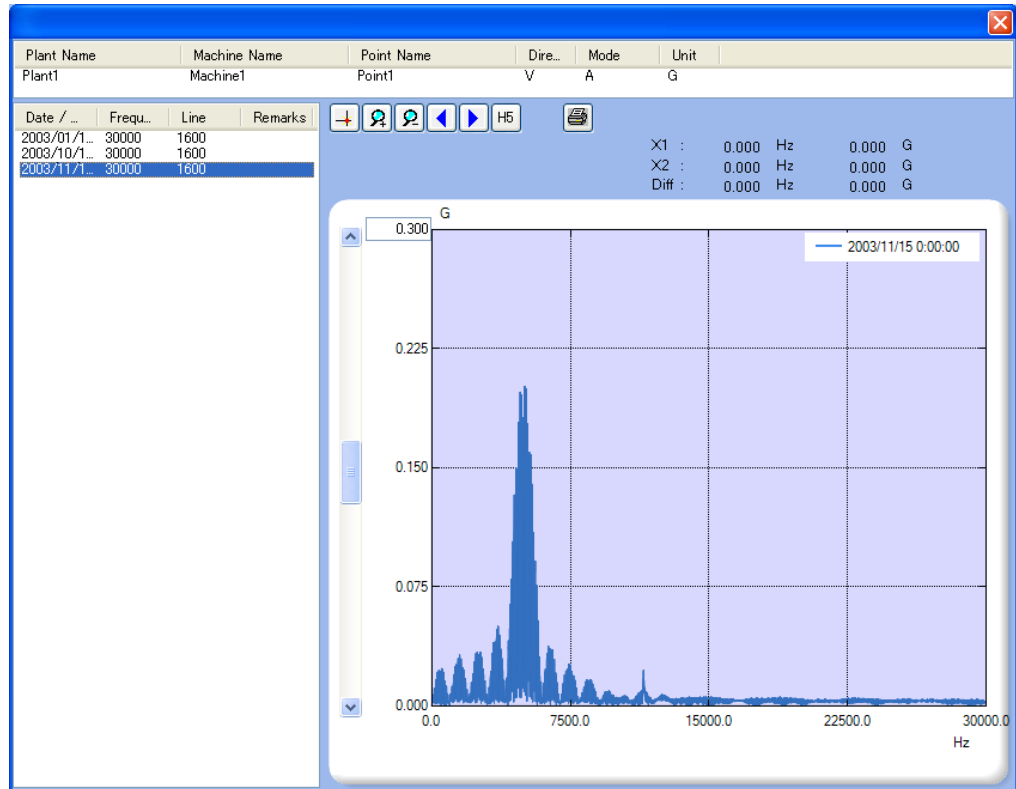 Plant Name Machine Name Point Name Dire... Mode Unit
Plant1 Machine1 Point1 V A G
Date / ... Frequ... Line Remarks
2003/01/1... 30000 1600
2003/10/1... 30000 1600
2003/11/1... 30000 1600
H5
X1 : 0.000 Hz 0.000 G
X2 : 0.000 Hz 0.000 G
Diff : 0.000 Hz 0.000 G
G
0.300
2003/11/15 0:00:00
0.225
0.150
0.075
0.000
0.0 7500.0 15000.0 22500.0 30000.0
Hz